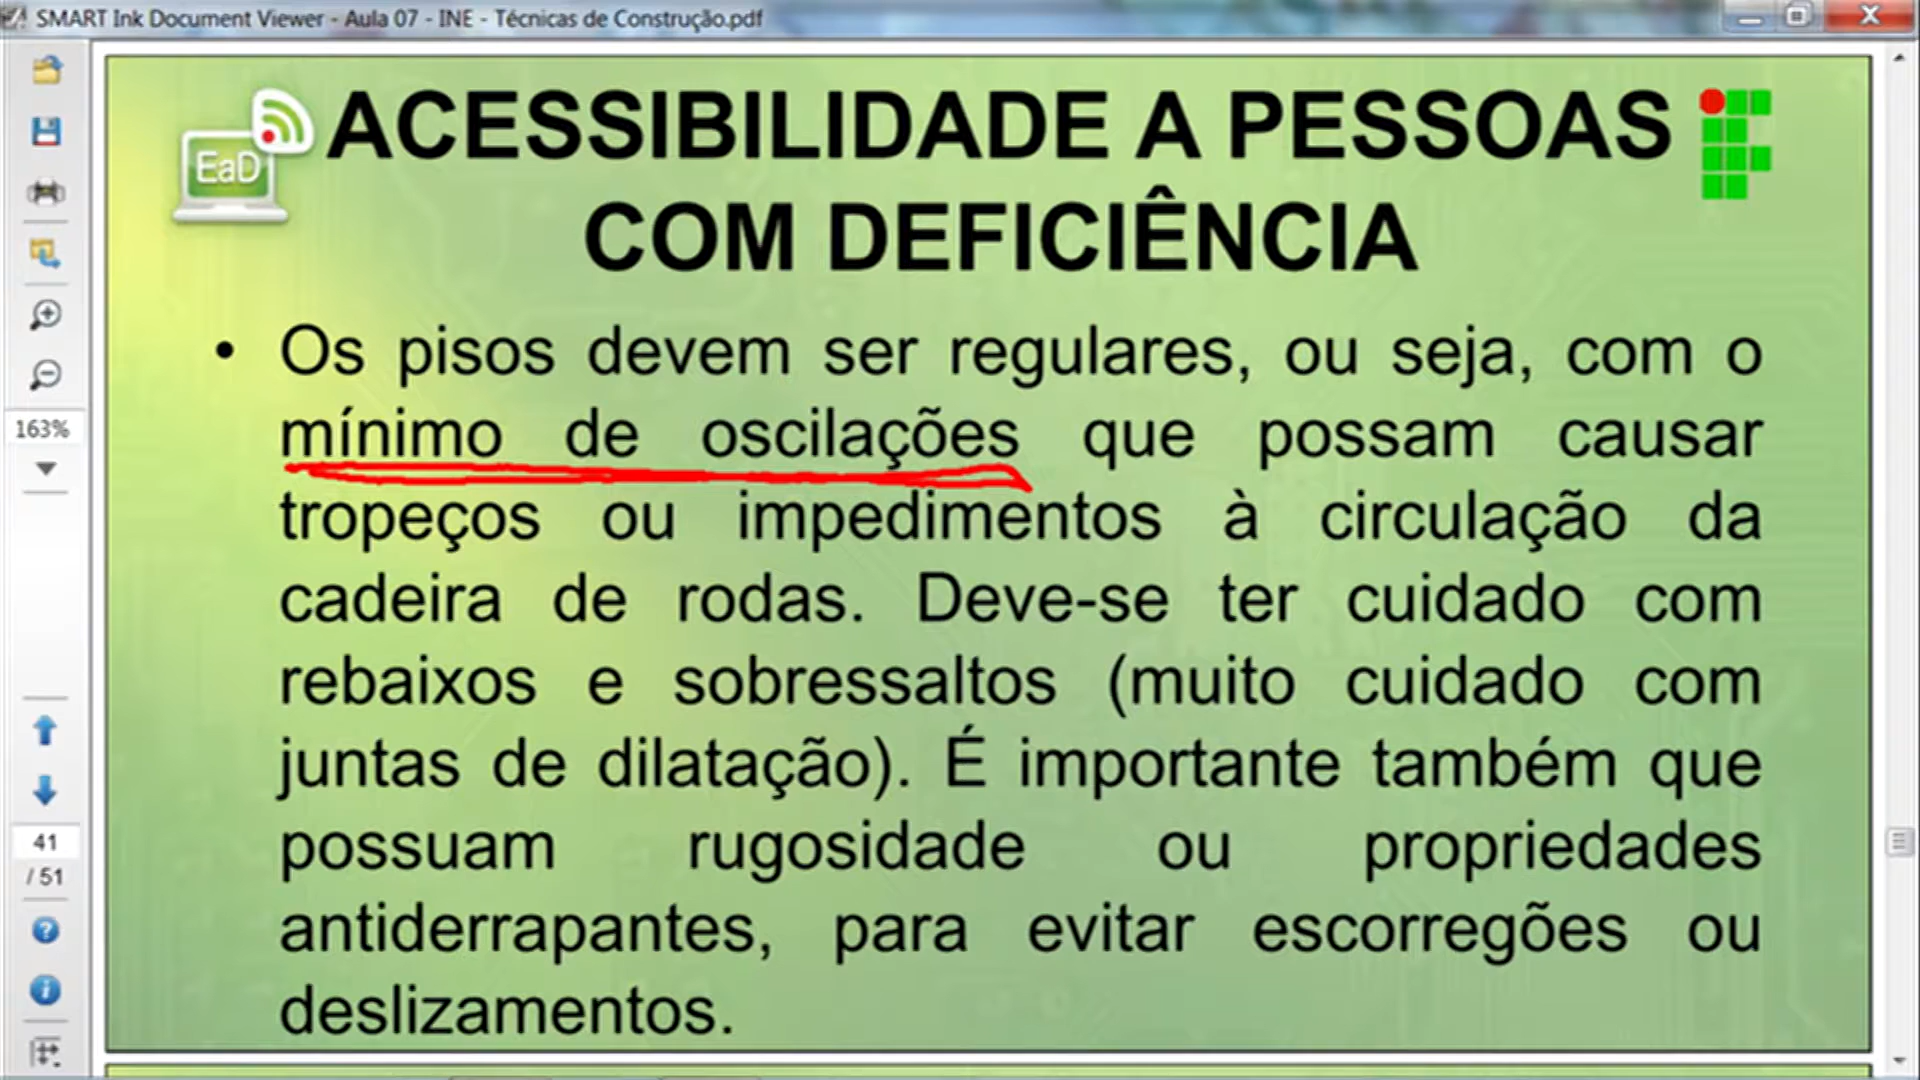 SMART Ink Document Viewer - Aula 07 - INE - Técnicas de Construção.pdf
EaD
ACESSIBILIDADE A PESSOAS
COM DEFICIÊNCIA
• Os pisos devem ser regulares, ou seja, com o
mínimo de oscilações que possam causar
tropeços ou impedimentos à circulação da
cadeira de rodas. Deve-se ter cuidado com
rebaixos e sobressaltos (muito cuidado com
juntas de dilatação). É importante também que
possuam rugosidade ou propriedades
antiderrapantes, para evitar escorregões ou
deslizamentos.
163%
41
/ 51